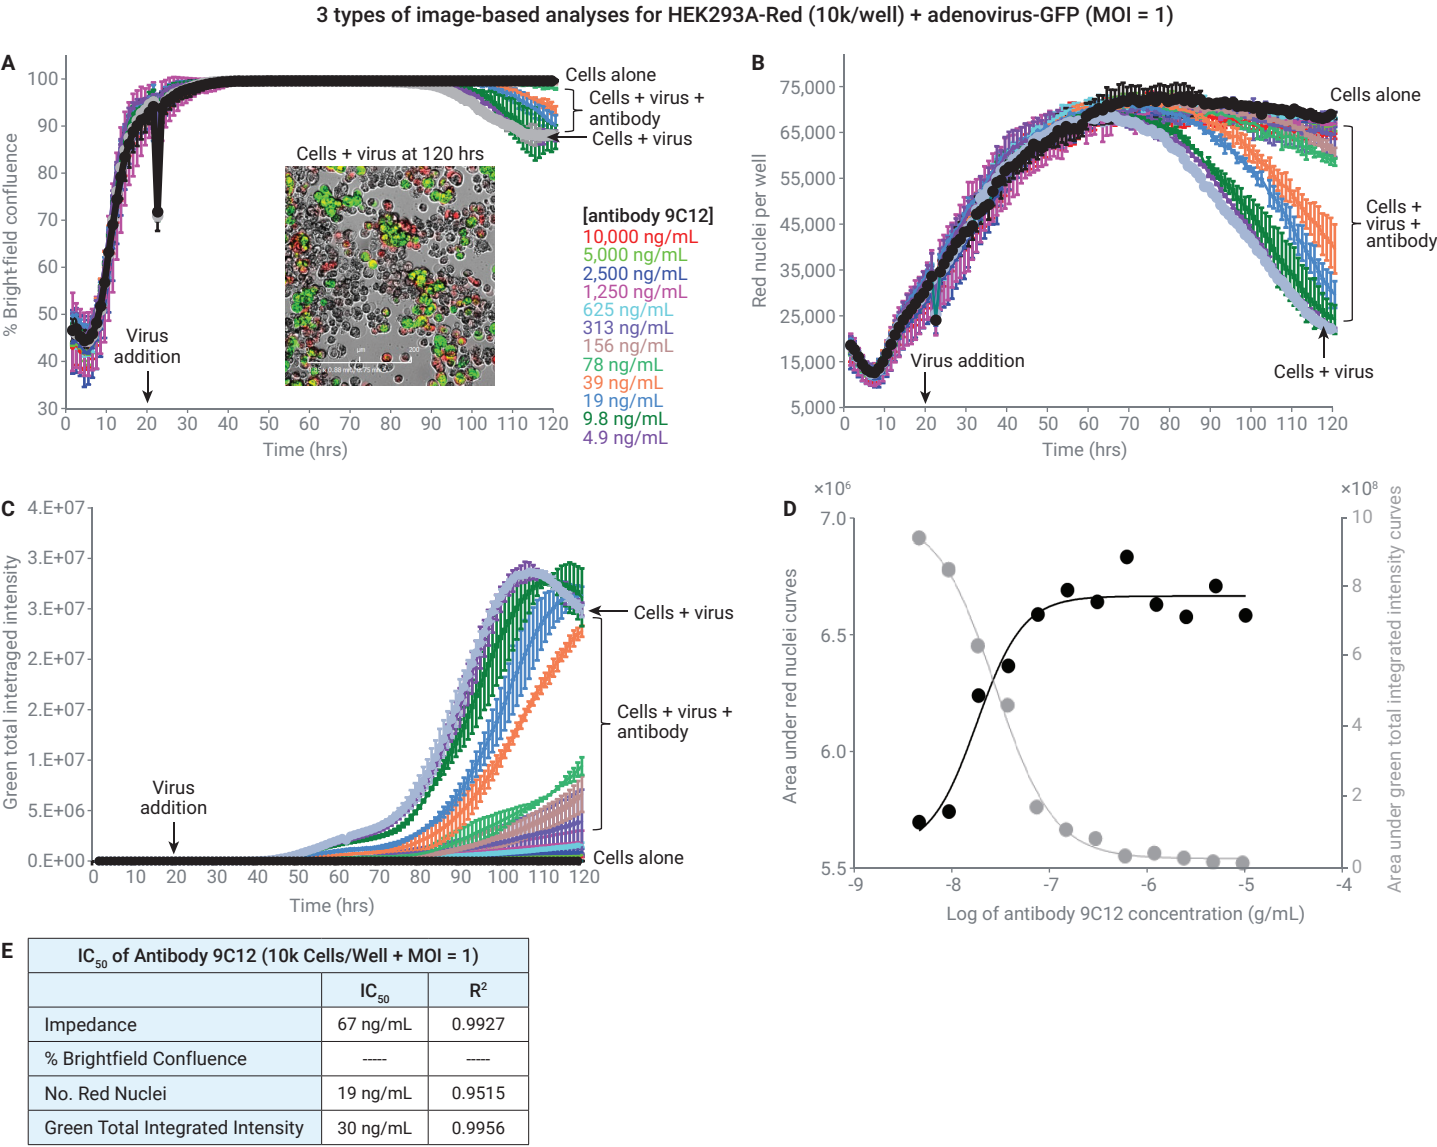 3 types of image-based analyses for HEK293A-Red (10k/well) + adenovirus-GFP (MOI = 1)
A
% Brightfield confluence
100
90
80
70
60
50
40
30
0 10 20 30 40 50 60 70 80 90 100 110 120
Time (hrs)
Virus
addition
Cells alone
Cells + virus +
antibody
Cells + virus
Cells + virus at 120 hrs
µm
200
[antibody 9C12]
10,000 ng/mL
5,000 ng/mL
2,500 ng/mL
1,250 ng/mL
625 ng/mL
313 ng/mL
156 ng/mL
78 ng/mL
39 ng/mL
19 ng/mL
9.8 ng/mL
4.9 ng/mL
B
Red nuclei per well
75,000
65,000
55,000
45,000
35,000
25,000
15,000
5,000
0 10 20 30 40 50 60 70 80 90 100 110 120
Time (hrs)
Virus addition
Cells alone
Cells +
virus +
antibody
Cells + virus
C
Green total intetraged intensity
4.E+07
3.E+07
3.E+07
2.E+07
2.E+07
1.E+07
5.E+06
0.E+00
0 10 20 30 40 50 60 70 80 90 100 110 120
Time (hrs)
Virus
addition
Cells + virus
Cells + virus +
antibody
Cells alone
D
×10⁶
×10⁸
Area under red nuclei curves
7.0
6.5
6.0
5.5
10
8
6
4
2
0
Area under green total integrated intensity curves
-9 -8 -7 -6 -5 -4
Log of antibody 9C12 concentration (g/mL)
E
IC₅₀ of Antibody 9C12 (10k Cells/Well + MOI = 1)
IC₅₀ R²
Impedance 67 ng/mL 0.9927
% Brightfield Confluence ----- -----
No. Red Nuclei 19 ng/mL 0.9515
Green Total Integrated Intensity 30 ng/mL 0.9956